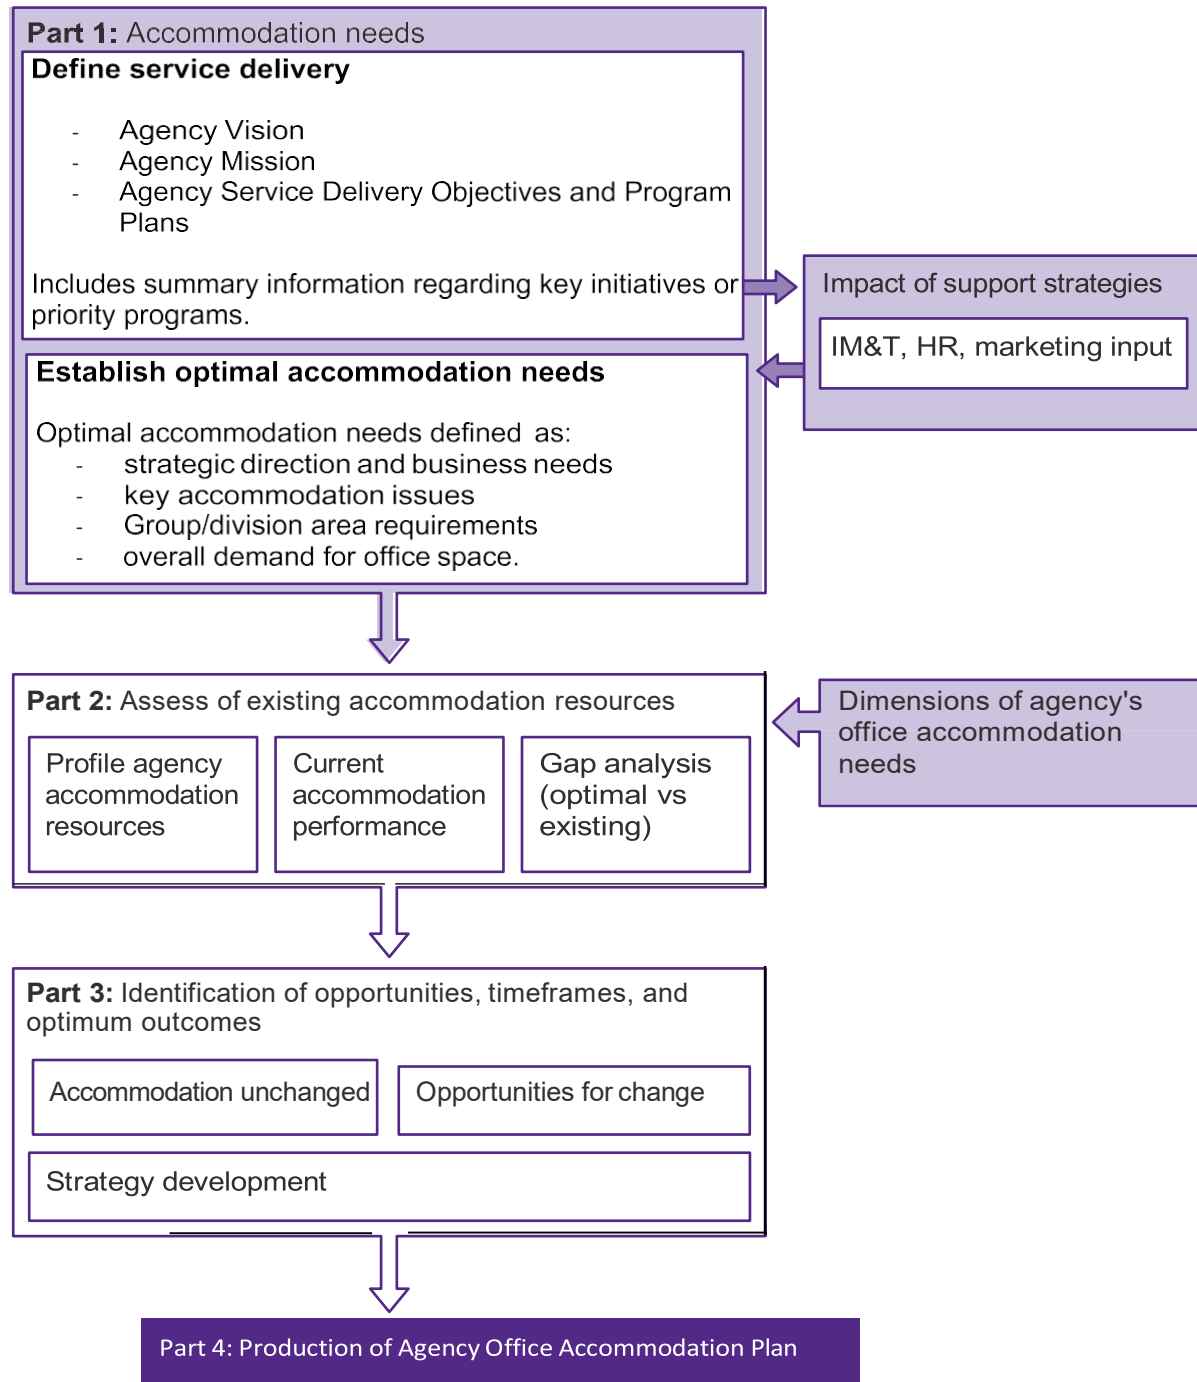 Part 1: Accommodation needs
Define service delivery
- Agency Vision
- Agency Mission
- Agency Service Delivery Objectives and Program
Plans
Includes summary information regarding key initiatives or
priority programs.
Impact of support strategies
IM&T, HR, marketing input
Establish optimal accommodation needs
Optimal accommodation needs defined as:
- strategic direction and business needs
- key accommodation issues
- Group/division area requirements
- overall demand for office space.
Part 2: Assess of existing accommodation resources
Profile agency
accommodation
resources
Current
accommodation
performance
Gap analysis
(optimal vs
existing)
Dimensions of agency's
office accommodation
needs
Part 3: Identification of opportunities, timeframes, and
optimum outcomes
Accommodation unchanged
Opportunities for change
Strategy development
Part 4: Production of Agency Office Accommodation Plan